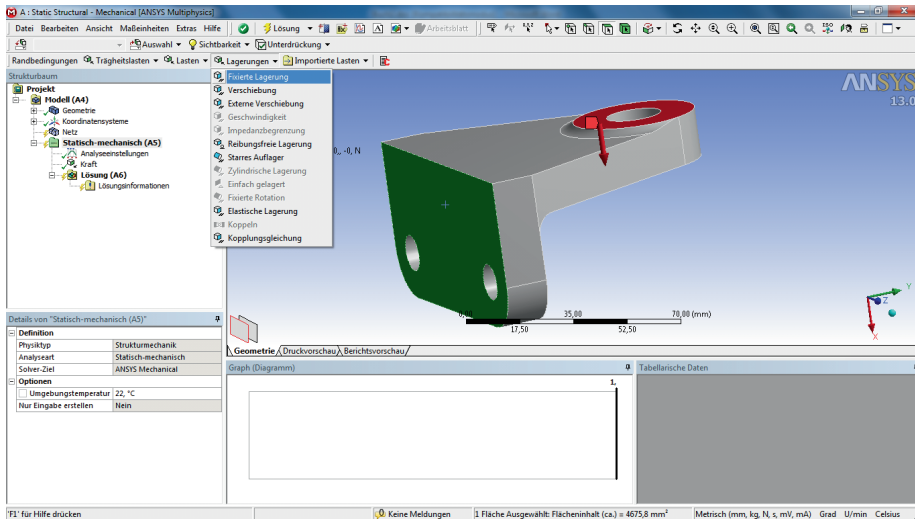 A : Static Structural - Mechanical [ANSYS Multiphysics]
Datei Bearbeiten Ansicht Maßeinheiten Extras Hilfe Lösung Arbeitsblatt
Auswahl Sichtbarkeit Unterdrückung
Randbedingungen Trägheitslasten Lasten Lagerungen Importierte Lasten
Strukturbaum
Projekt
Modell (A4)
Geometrie
Koordinatensysteme
Netz
Statisch-mechanisch (A5)
Analyseeinstellungen
Kraft
Lösung (A6)
Lösungsinformationen
Fixierte Lagerung
Verschiebung
Externe Verschiebung
Geschwindigkeit
Impedanzbegrenzung
Reibungsfreie Lagerung
Starres Auflager
Zylindrische Lagerung
Einfach gelagert
Fixierte Rotation
Elastische Lagerung
Koppeln
Kopplungsgleichung
0,, -0, N
ANSYS
13.0
0,00 35,00 70,00 (mm)
17,50 52,50
Y
Z
X
Geometrie Druckvorschau Berichtsvorschau
Details von "Statisch-mechanisch (A5)"
Definition
Physiktyp Strukturmechanik
Analyseart Statisch-mechanisch
Solver-Ziel ANSYS Mechanical
Optionen
Umgebungstemperatur 22, °C
Nur Eingabe erstellen Nein
Graph (Diagramm)
1,
Tabellarische Daten
'F1' für Hilfe drücken Keine Meldungen 1 Fläche Ausgewählt: Flächeninhalt (ca.) = 4675,8 mm² Metrisch (mm, kg, N, s, mV, mA) Grad U/min Celsius